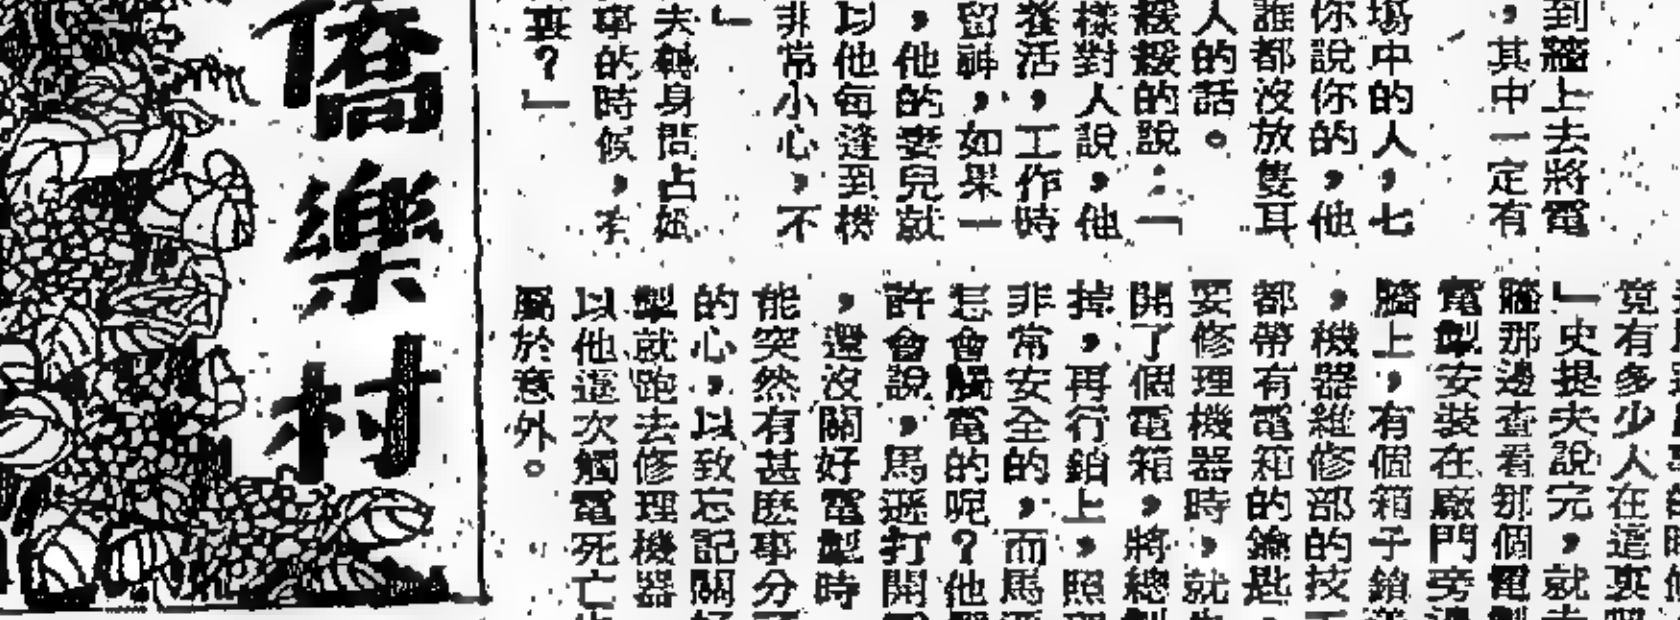 到牆上去將電
，其中一定有
場中的人，七
你說你的，他
誰都沒放隻耳
人的話。
緩緩的說：「
樣對人說，他
養活，工作時
留神，如果一
，他的妻兒就
以他每逢到機
非常小心，不
」
夫轉身問占姬
事的時候，有
裏？」
竟有多少人在這裏
」史提夫說完，就
牆那邊查看那個電
電掣安裝在廠門旁
牆上，有個箱子鎖
，機器維修部的技
都帶有電箱的鑰匙
要修理機器時，就
開了個電箱，將總
掉，再行鎖上，照
非常安全的，而馬
怎會觸電的呢？他
許會說，馬遜打開
，還沒關好電掣時
能突然有甚麽事分
的心，以致忘記關
掣就跑去修理機器
以他這次觸電死亡
屬於意外。
僑樂村